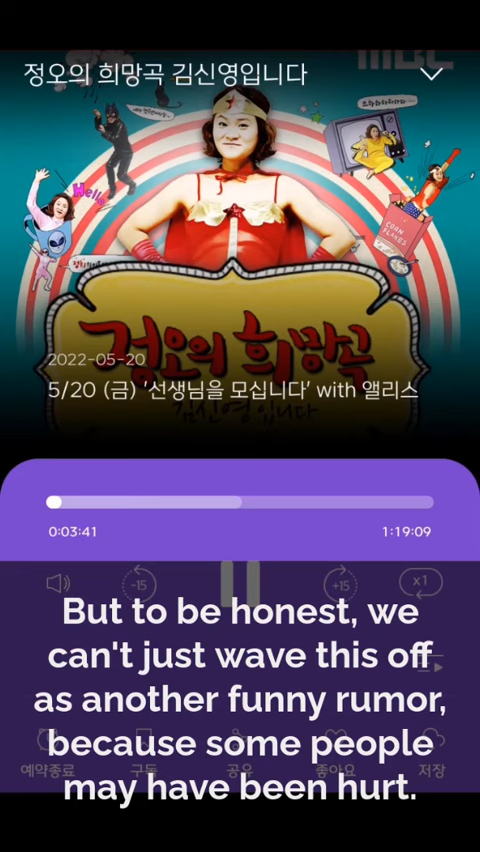 MBC
정오의 희망곡 김신영입니다
Hello
CORN
FLAKES
정오의 희망곡
김신영입니다
2022-05-20
5/20 (금) '선생님을 모십니다' with 앨리스
0:03:41
1:19:09
-15
+15
x1
But to be honest, we
can't just wave this off
as another funny rumor,
because some people
may have been hurt.
예약종료
구독
공유
좋아요
저장